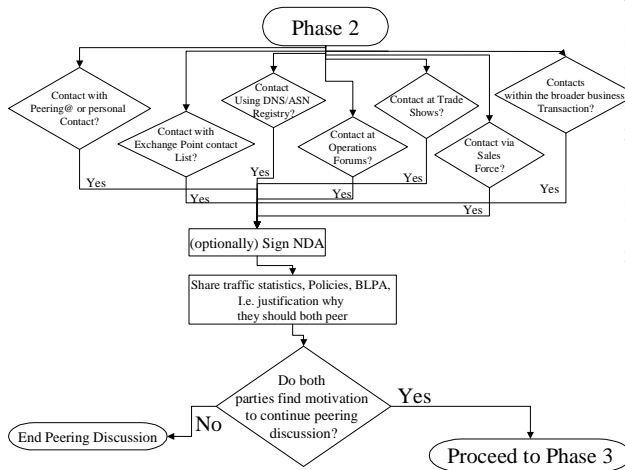 Phase 2
Contact with
Peering@ or personal
Contact?
Contact with
Exchange Point contact
List?
Contact
Using DNS/ASN
Registry?
Contact at
Operations
Forums?
Contact at Trade
Shows?
Contact via
Sales
Force?
Contacts
within the broader business
Transaction?
Yes
Yes
Yes
Yes
Yes
Yes
Yes
(optionally) Sign NDA
Share traffic statistics, Policies, BLPA,
I.e. justification why
they should both peer
Do both
parties find motivation
to continue peering
discussion?
No
Yes
End Peering Discussion
Proceed to Phase 3